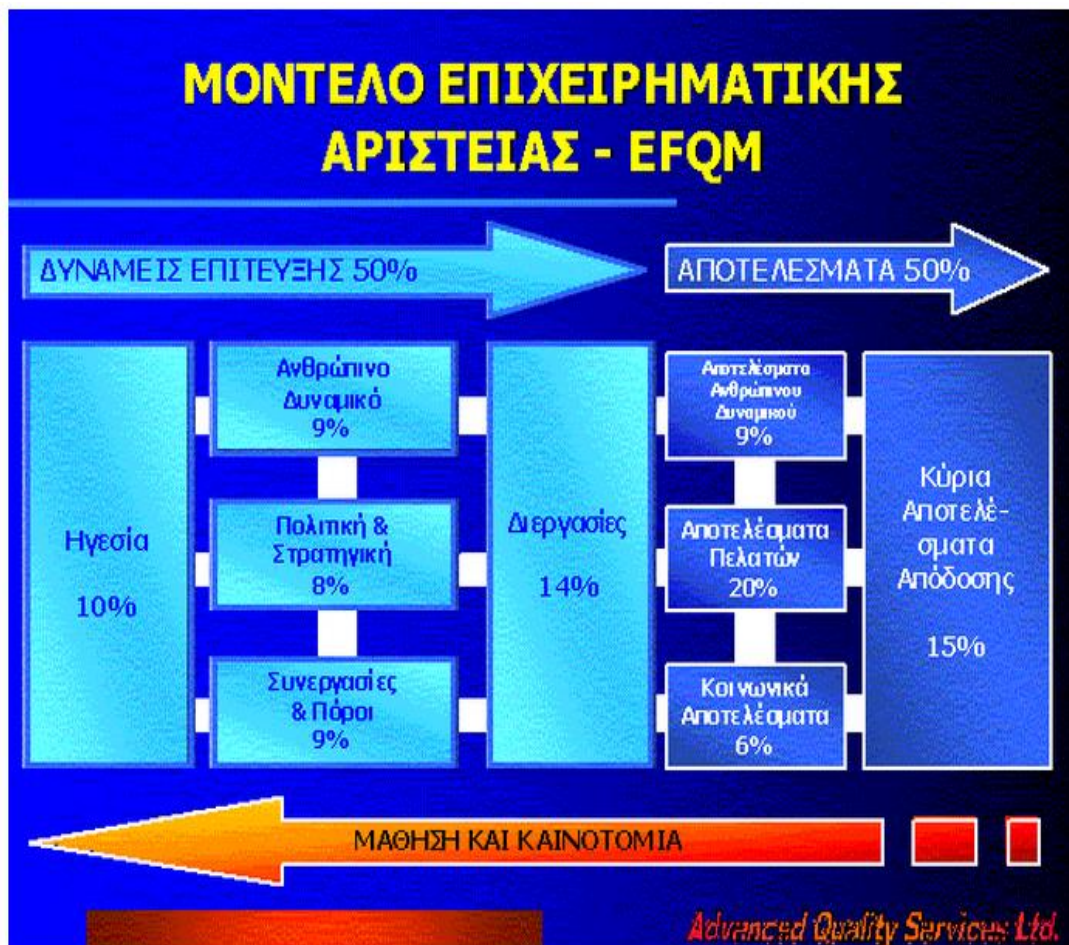 ΜΟΝΤΕΛΟ ΕΠΙΧΕΙΡΗΜΑΤΙΚΗΣ
ΑΡΙΣΤΕΙΑΣ - EFQM
ΔΥΝΑΜΕΙΣ ΕΠΙΤΕΥΞΗΣ 50%
ΑΠΟΤΕΛΕΣΜΑΤΑ 50%
Ηγεσία
10%
Ανθρώπινο
Δυναμικό
9%
Πολιτική &
Στρατηγική
8%
Συνεργασίες
& Πόροι
9%
Διεργασίες
14%
Αποτελέσματα
Ανθρώπινου
Δυναμικού
9%
Αποτελέσματα
Πελατών
20%
Κοινωνικά
Αποτελέσματα
6%
Κύρια
Αποτελέ-
σματα
Απόδοσης
15%
ΜΑΘΗΣΗ ΚΑΙ ΚΑΙΝΟΤΟΜΙΑ
Advanced Quality Services Ltd.